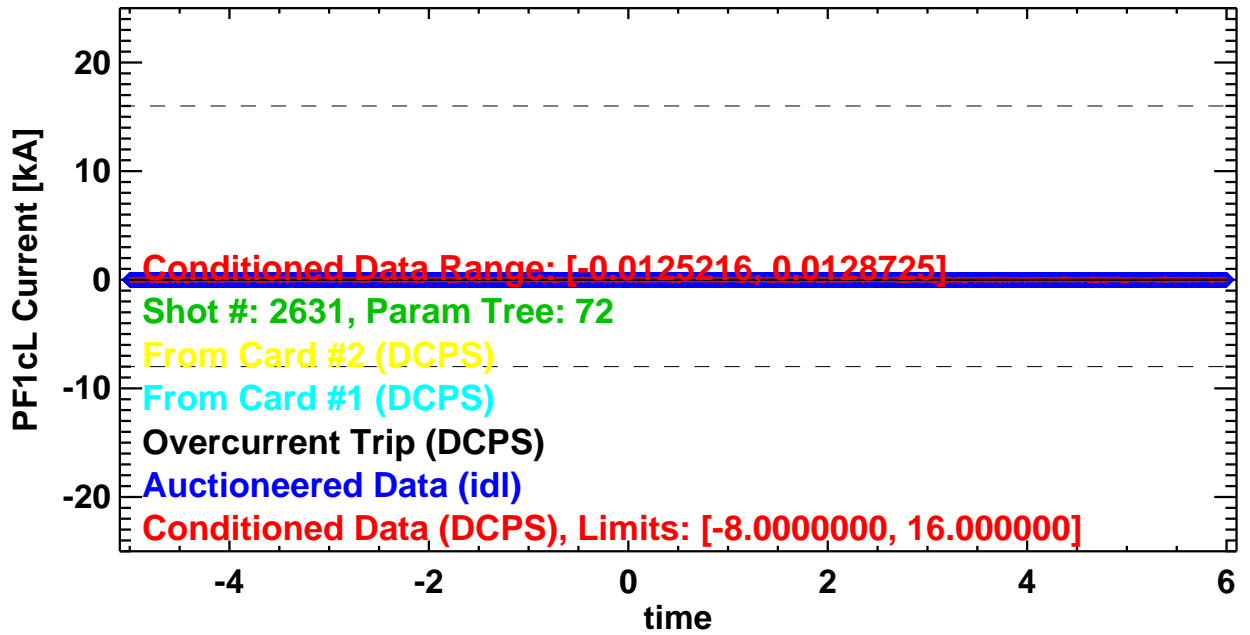 20
10
0
-10
-20
PF1cL Current [kA]
Conditioned Data Range: [-0.0125216, 0.0128725]
Shot #: 2631, Param Tree: 72
From Card #2 (DCPS)
From Card #1 (DCPS)
Overcurrent Trip (DCPS)
Auctioneered Data (idl)
Conditioned Data (DCPS), Limits: [-8.0000000, 16.000000]
-4 -2 0 2 4 6
time